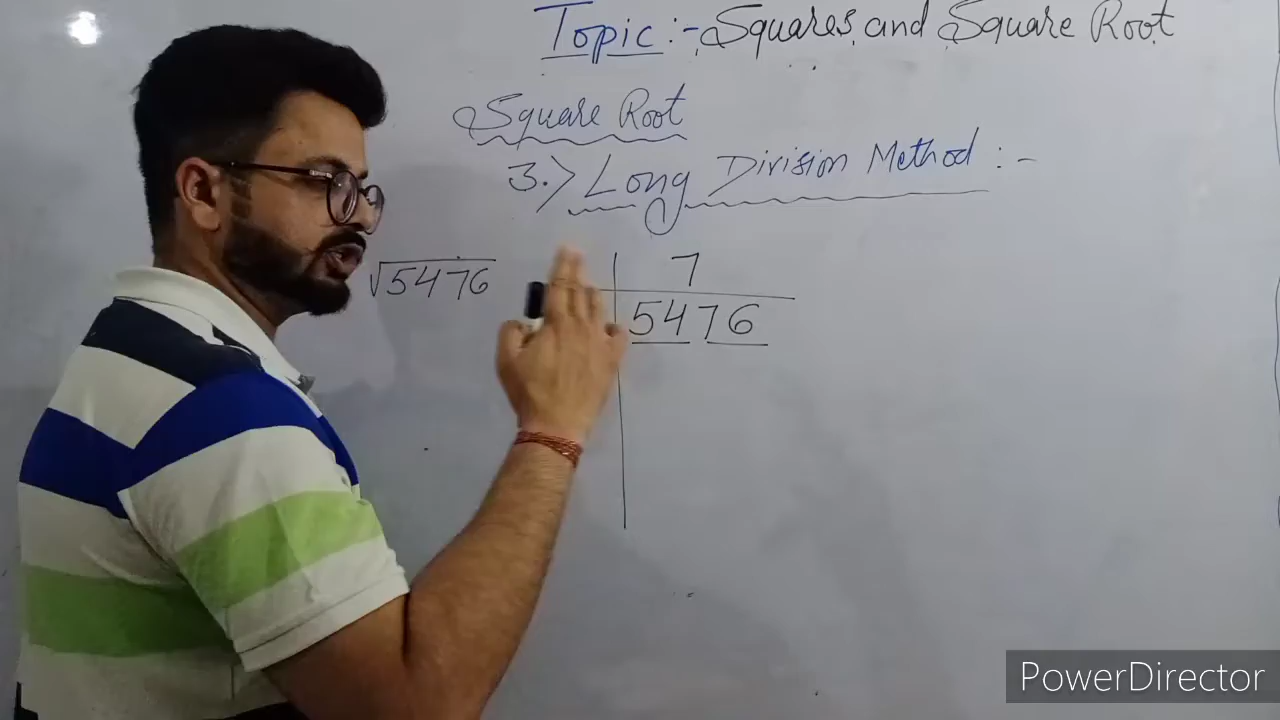 Topic :- Squares and Square Root
Square Root
3.> Long Division Method :-
√5476
7
5476
PowerDirector